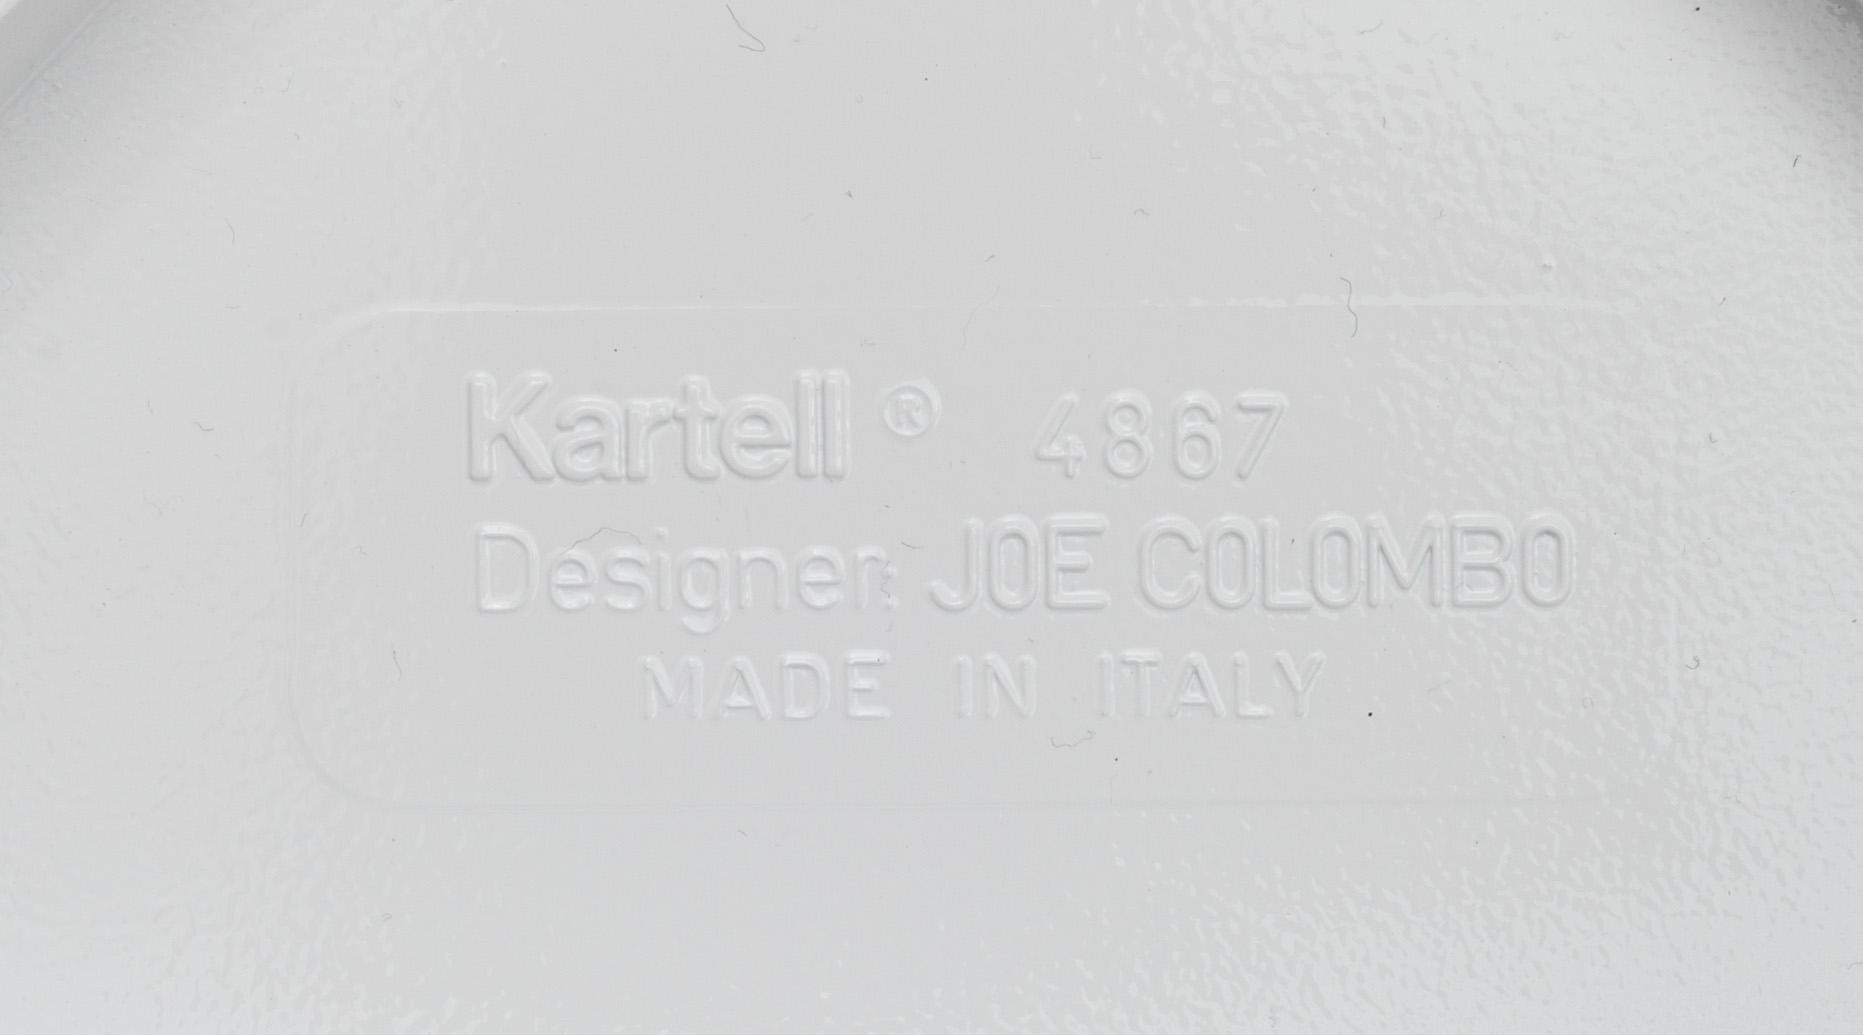 Kartell ® 4867
Designer: JOE COLOMBO
MADE IN ITALY